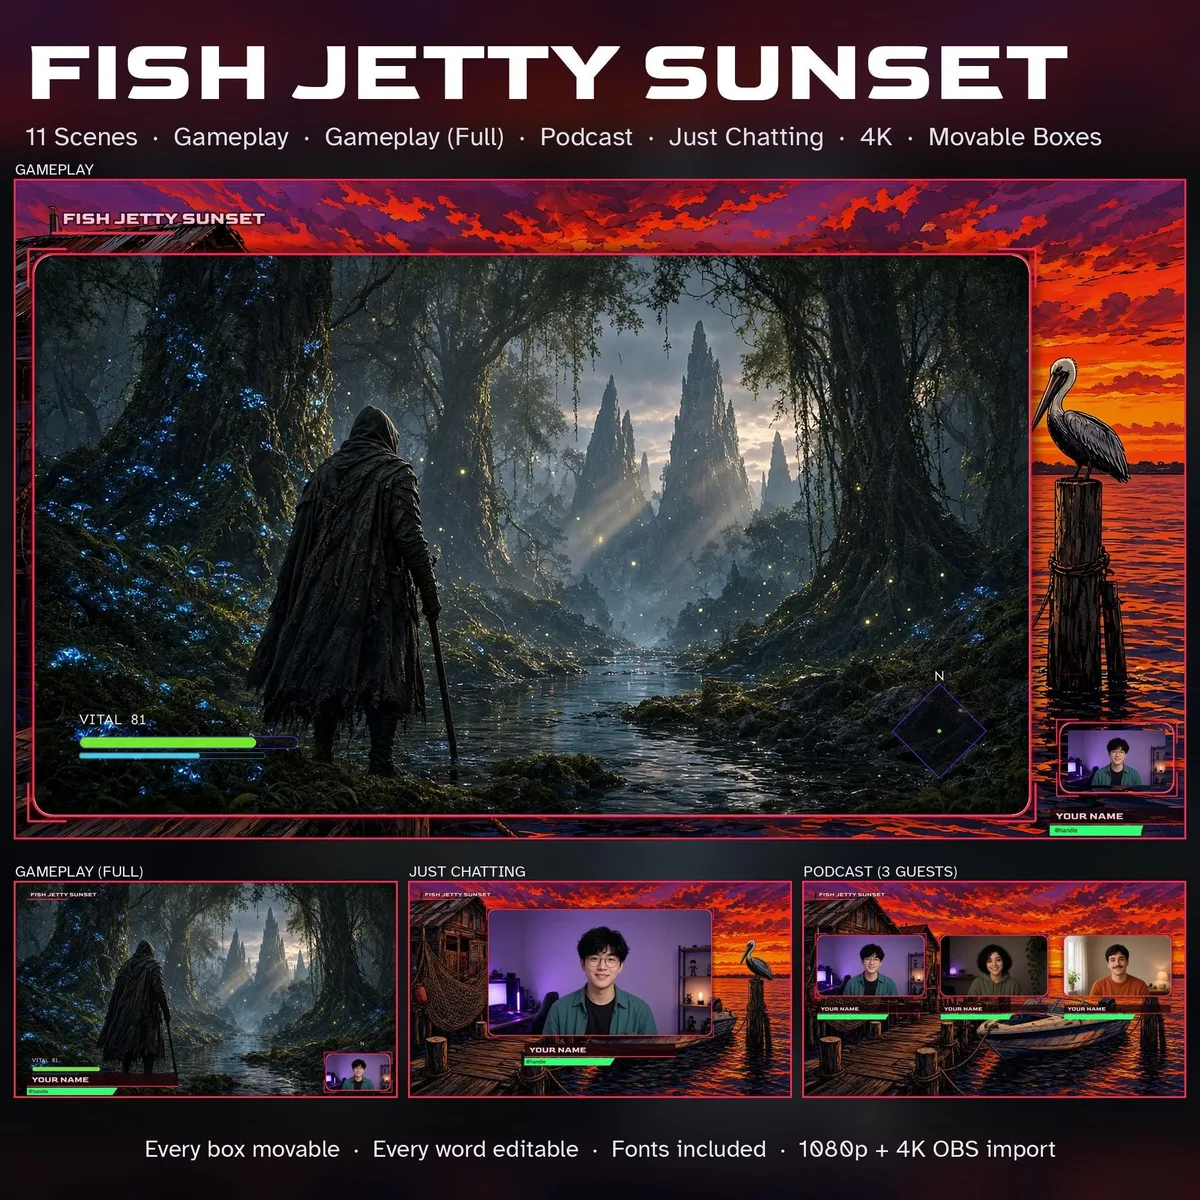 FISH JETTY SUNSET
11 Scenes · Gameplay · Gameplay (Full) · Podcast · Just Chatting · 4K · Movable Boxes
GAMEPLAY
FISH JETTY SUNSET
N
VITAL 81
YOUR NAME
@handle
GAMEPLAY (FULL)
JUST CHATTING
PODCAST (3 GUESTS)
FISH JETTY SUNSET
FISH JETTY SUNSET
FISH JETTY SUNSET
N
VITAL 81
YOUR NAME
@handle
YOUR NAME
@handle
YOUR NAME
YOUR NAME
YOUR NAME
Every box movable · Every word editable · Fonts included · 1080p + 4K OBS import